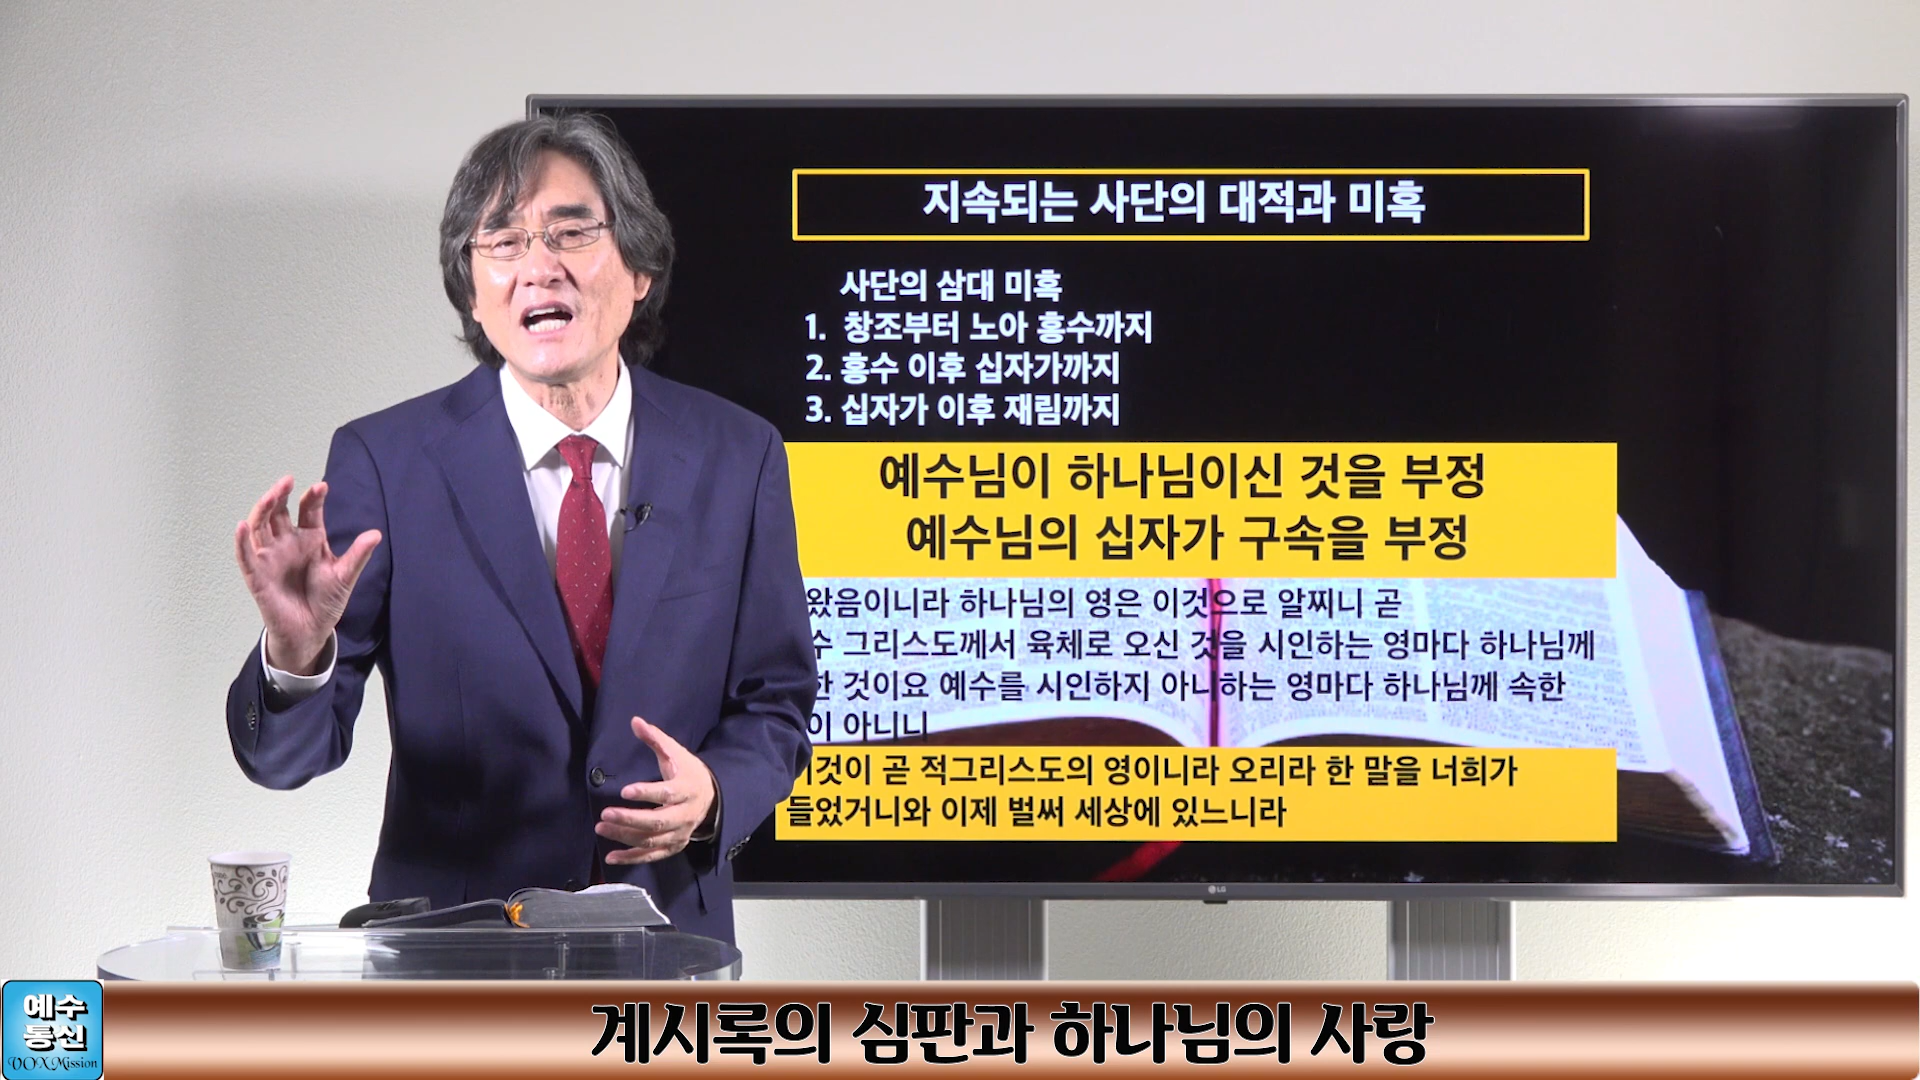 지속되는 사단의 대적과 미혹
사단의 삼대 미혹
1. 창조부터 노아 홍수까지
2. 홍수 이후 십자가까지
3. 십자가 이후 재림까지
예수님이 하나님이신 것을 부정
예수님의 십자가 구속을 부정
왔음이니라 하나님의 영은 이것으로 알찌니 곧
수 그리스도께서 육체로 오신 것을 시인하는 영마다 하나님께
한 것이요 예수를 시인하지 아니하는 영마다 하나님께 속한
이 아니니
이것이 곧 적그리스도의 영이니라 오리라 한 말을 너희가
들었거니와 이제 벌써 세상에 있느니라
LG
예수
통신
VOX Mission
계시록의 심판과 하나님의 사랑